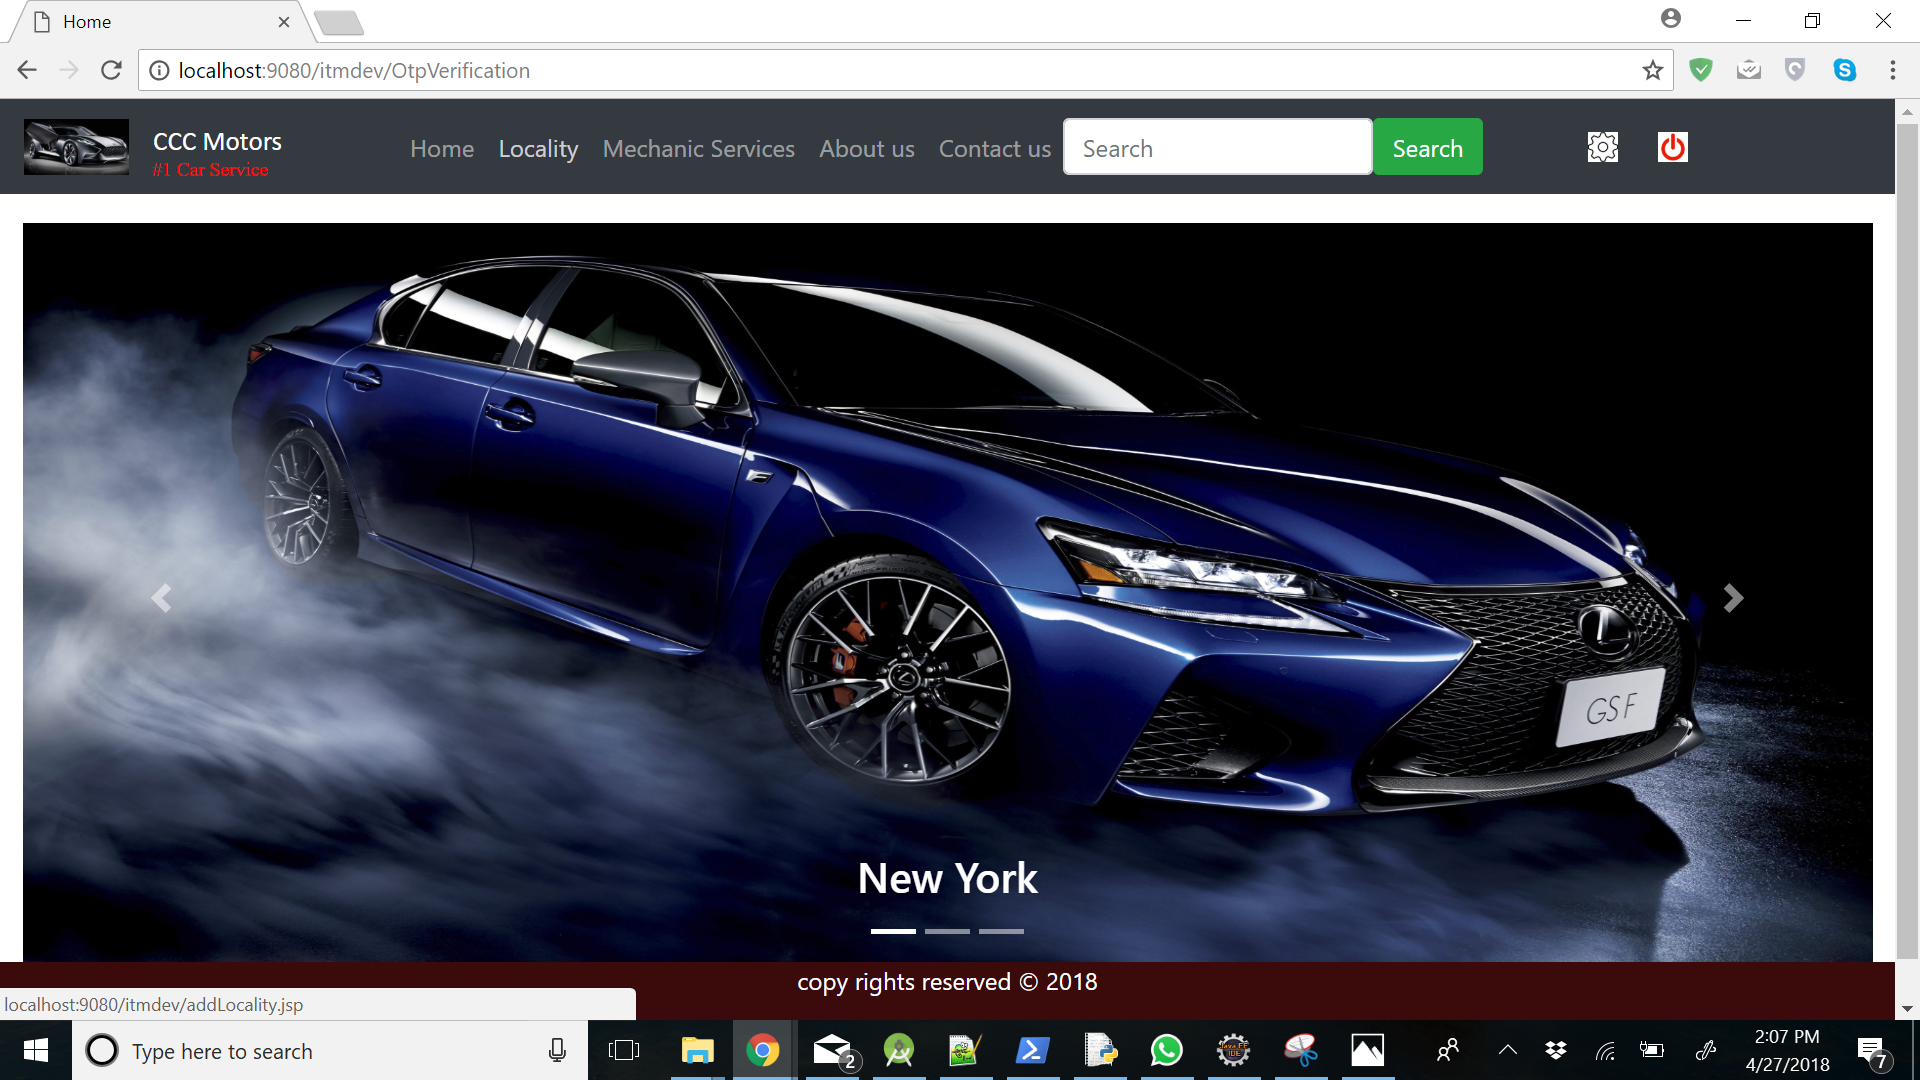 Home
localhost:9080/itmdev/OtpVerification
CCC Motors
#1 Car Service
Home Locality Mechanic Services About us Contact us Search Search
GS F
New York
copy rights reserved © 2018
localhost:9080/itmdev/addLocality.jsp
Type here to search
2
2:07 PM
4/27/2018
7